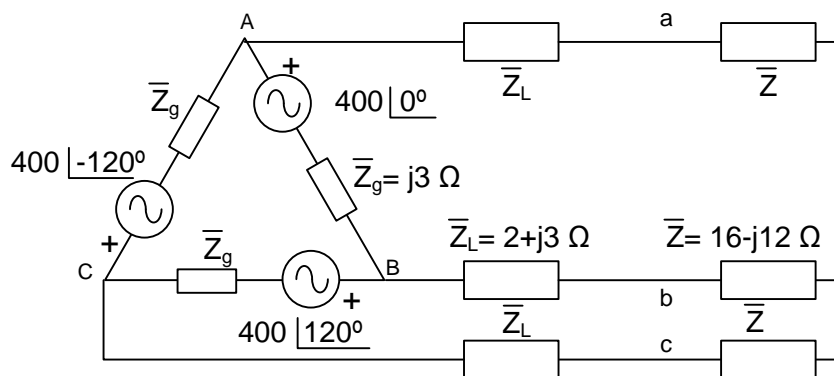 A
a
+
Z̅g
Z̅L
Z̅
400 |0º
400 |-120º
Z̅g= j3 Ω
+
Z̅g
Z̅L= 2+j3 Ω
Z̅= 16-j12 Ω
C
B
+
b
400 |120º
Z̅L
c
Z̅